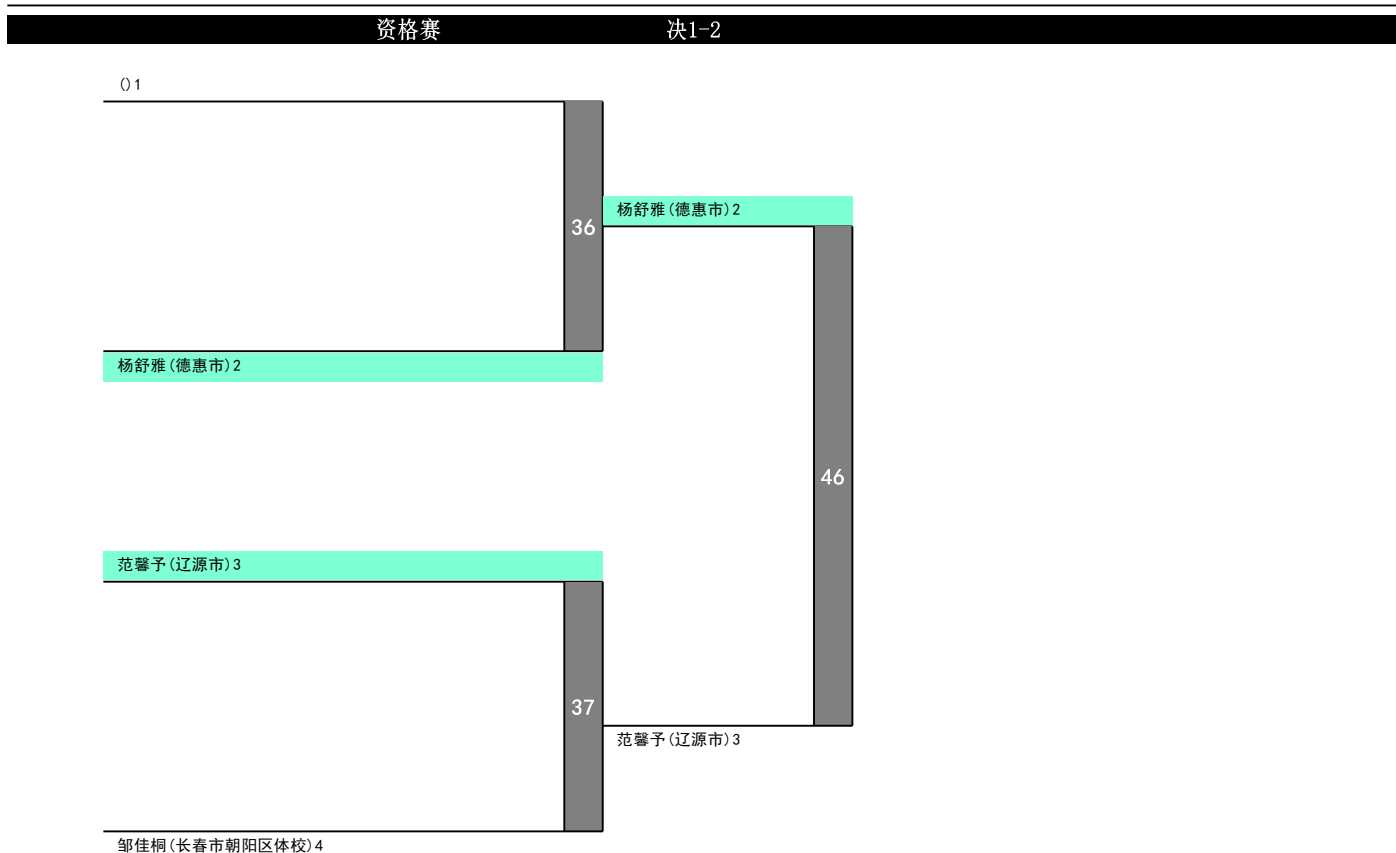 资格赛 决1-2
()1
杨舒雅(德惠市)2
36
杨舒雅(德惠市)2
46
范馨予(辽源市)3
37
范馨予(辽源市)3
邹佳桐(长春市朝阳区体校)4